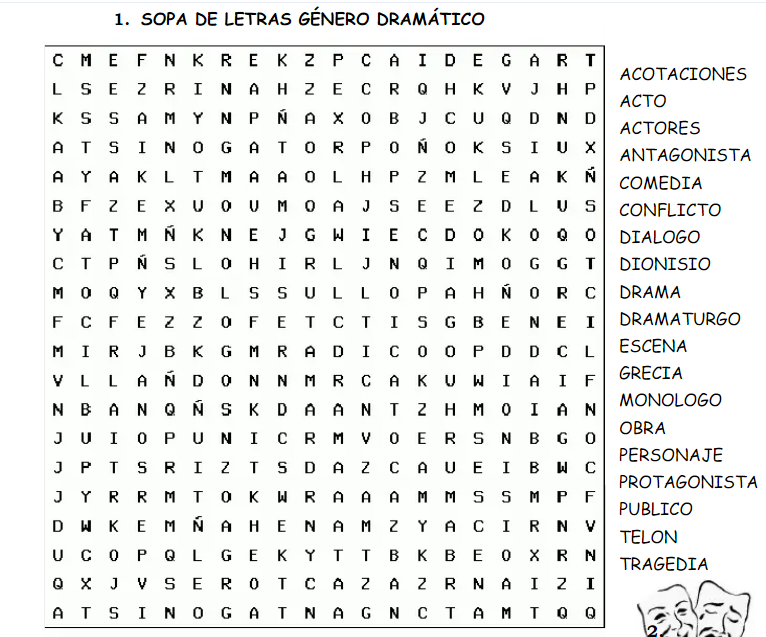 1. SOPA DE LETRAS GÉNERO DRAMÁTICO
C M E F N K R E K Z P C A I D E G A R T
L S E Z R I N A H Z E C R Q H K V J H P
K S S A M Y N P Ñ A X O B J C U Q D N D
A T S I N O G A T O R P O Ñ O K S I U X
A Y A K L T M A A O L H P Z M L E A K Ñ
B F Z E X U O U M O A J S E E Z D L U S
Y A T M Ñ K N E J G W I E C D O K O Q O
C T P Ñ S L O H I R L J N Q I M O G G T
M O Q Y X B L S S U L L O P A H Ñ O R C
F C F E Z Z O F E T C T I S G B E N E I
M I R J B K G M R A D I C O O P D D C L
V L L A Ñ D O N N M R C A K U W I A I F
N B A N Q Ñ S K D A A N T Z H M O I A N
J U I O P U N I C R M V O E R S N B G O
J P T S R I Z T S D A Z C A U E I B W C
J Y R R M T O K W R A A A M M S S M P F
D W K E M Ñ A H E N A M Z Y A C I R N V
U C O P Q L G E K Y T T B K B E O X R N
Q X J V S E R O T C A Z A Z R N A I Z I
A T S I N O G A T N A G N C T A M T Q Q
ACOTACIONES
ACTO
ACTORES
ANTAGONISTA
COMEDIA
CONFLICTO
DIALOGO
DIONISIO
DRAMA
DRAMATURGO
ESCENA
GRECIA
MONOLOGO
OBRA
PERSONAJE
PROTAGONISTA
PUBLICO
TELON
TRAGEDIA
2.